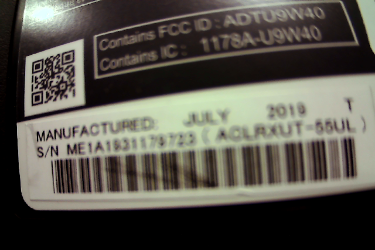 Contains FCC ID : ADTU9W40
Contains IC : 1178A-U9W40
MANUFACTURED: JULY 2019 T
S/N ME1A1931179723 ( ACLRXUT-55UL )